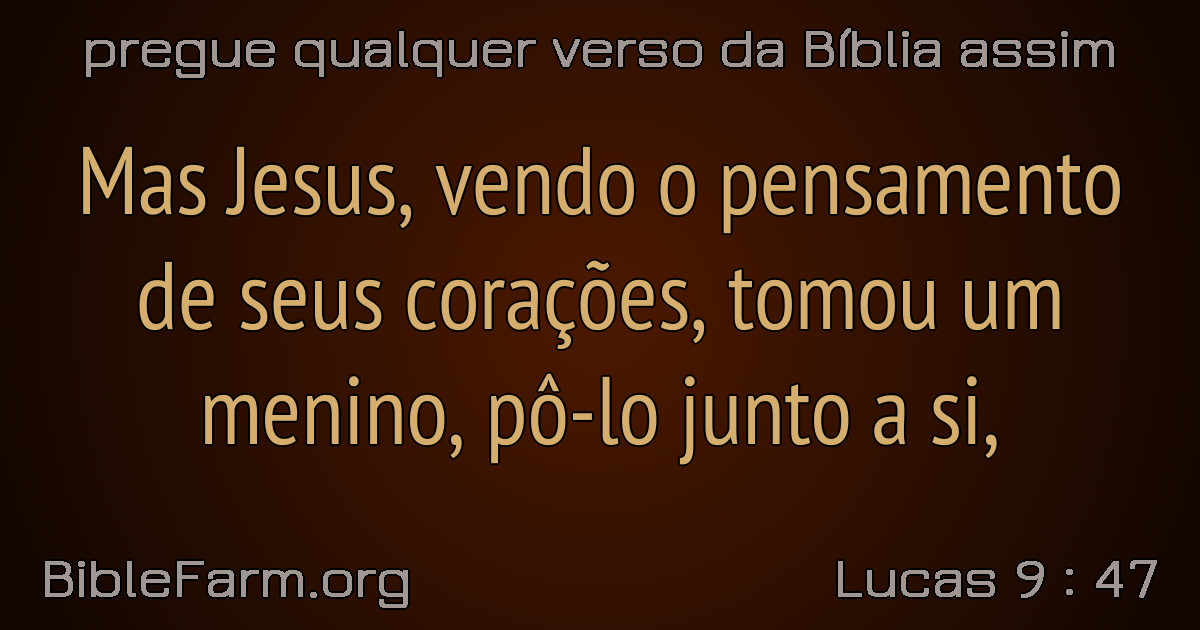 pregue qualquer verso da Bíblia assim
Mas Jesus, vendo o pensamento
de seus corações, tomou um
menino, pô-lo junto a si,
BibleFarm.org
Lucas 9 : 47